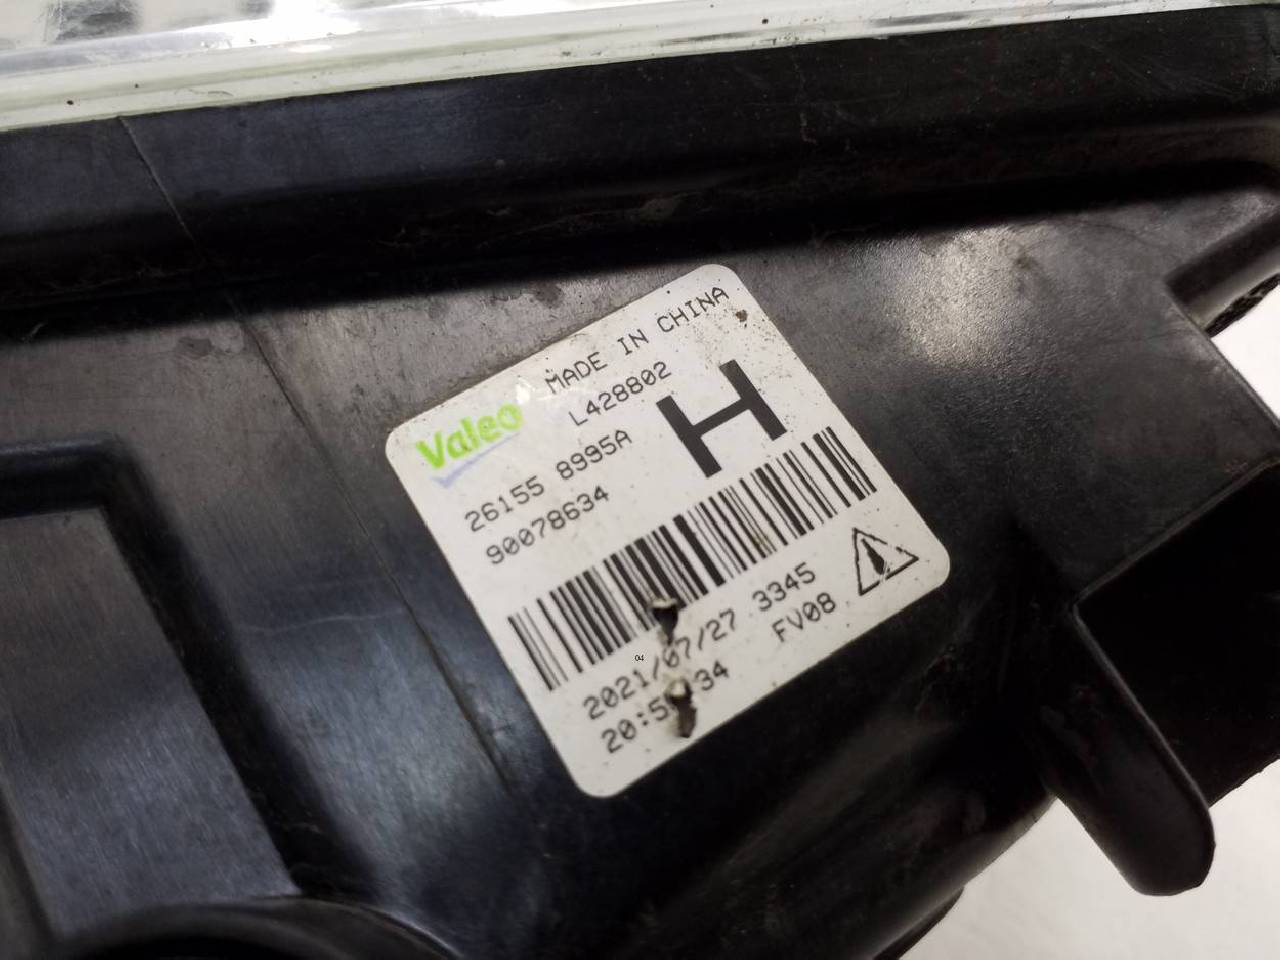 MADE IN CHINA
Valeo L428802
26155 8995A H
90078634
2021/07/27 3345
FV08